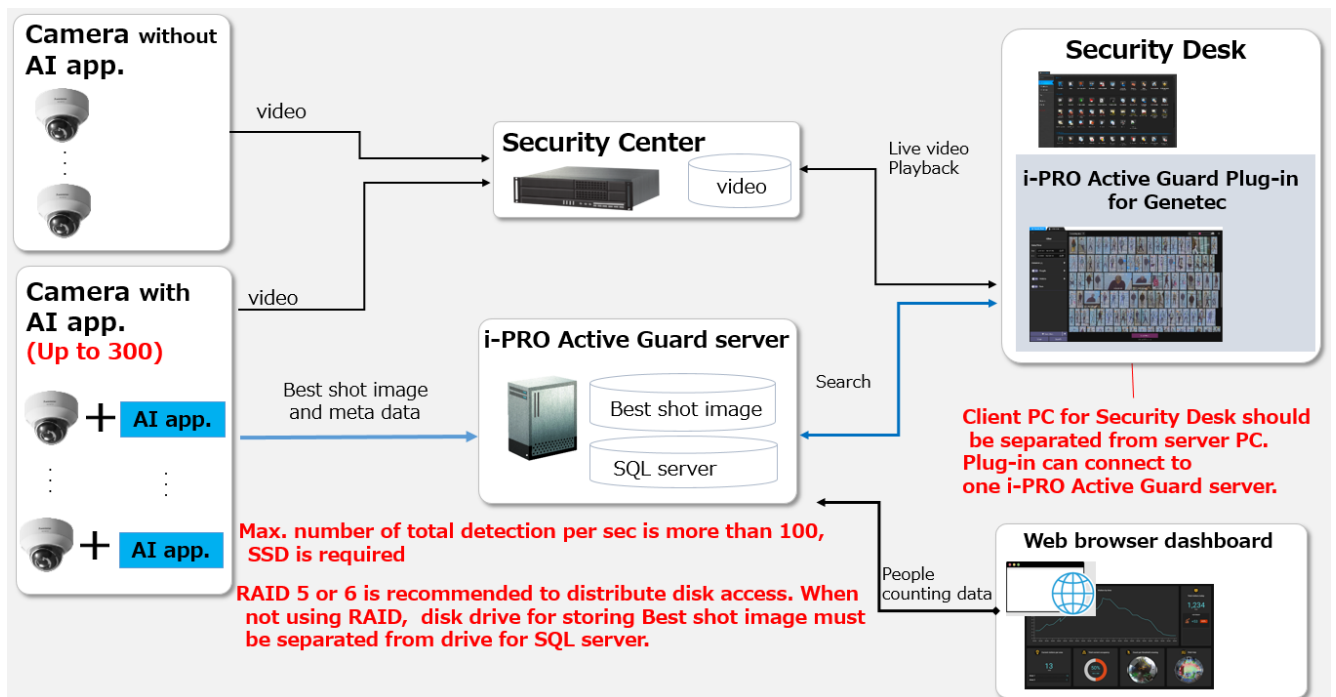 Camera without
AI app.
video
Security Center
video
Live video
Playback
Security Desk
i-PRO Active Guard Plug-in
for Genetec
Camera with
AI app.
(Up to 300)
video
AI app.
AI app.
Best shot image
and meta data
i-PRO Active Guard server
Best shot image
SQL server
Search
Client PC for Security Desk should
be separated from server PC.
Plug-in can connect to
one i-PRO Active Guard server.
Max. number of total detection per sec is more than 100,
SSD is required
RAID 5 or 6 is recommended to distribute disk access. When
not using RAID, disk drive for storing Best shot image must
be separated from drive for SQL server.
People
counting data
Web browser dashboard
1,234
13